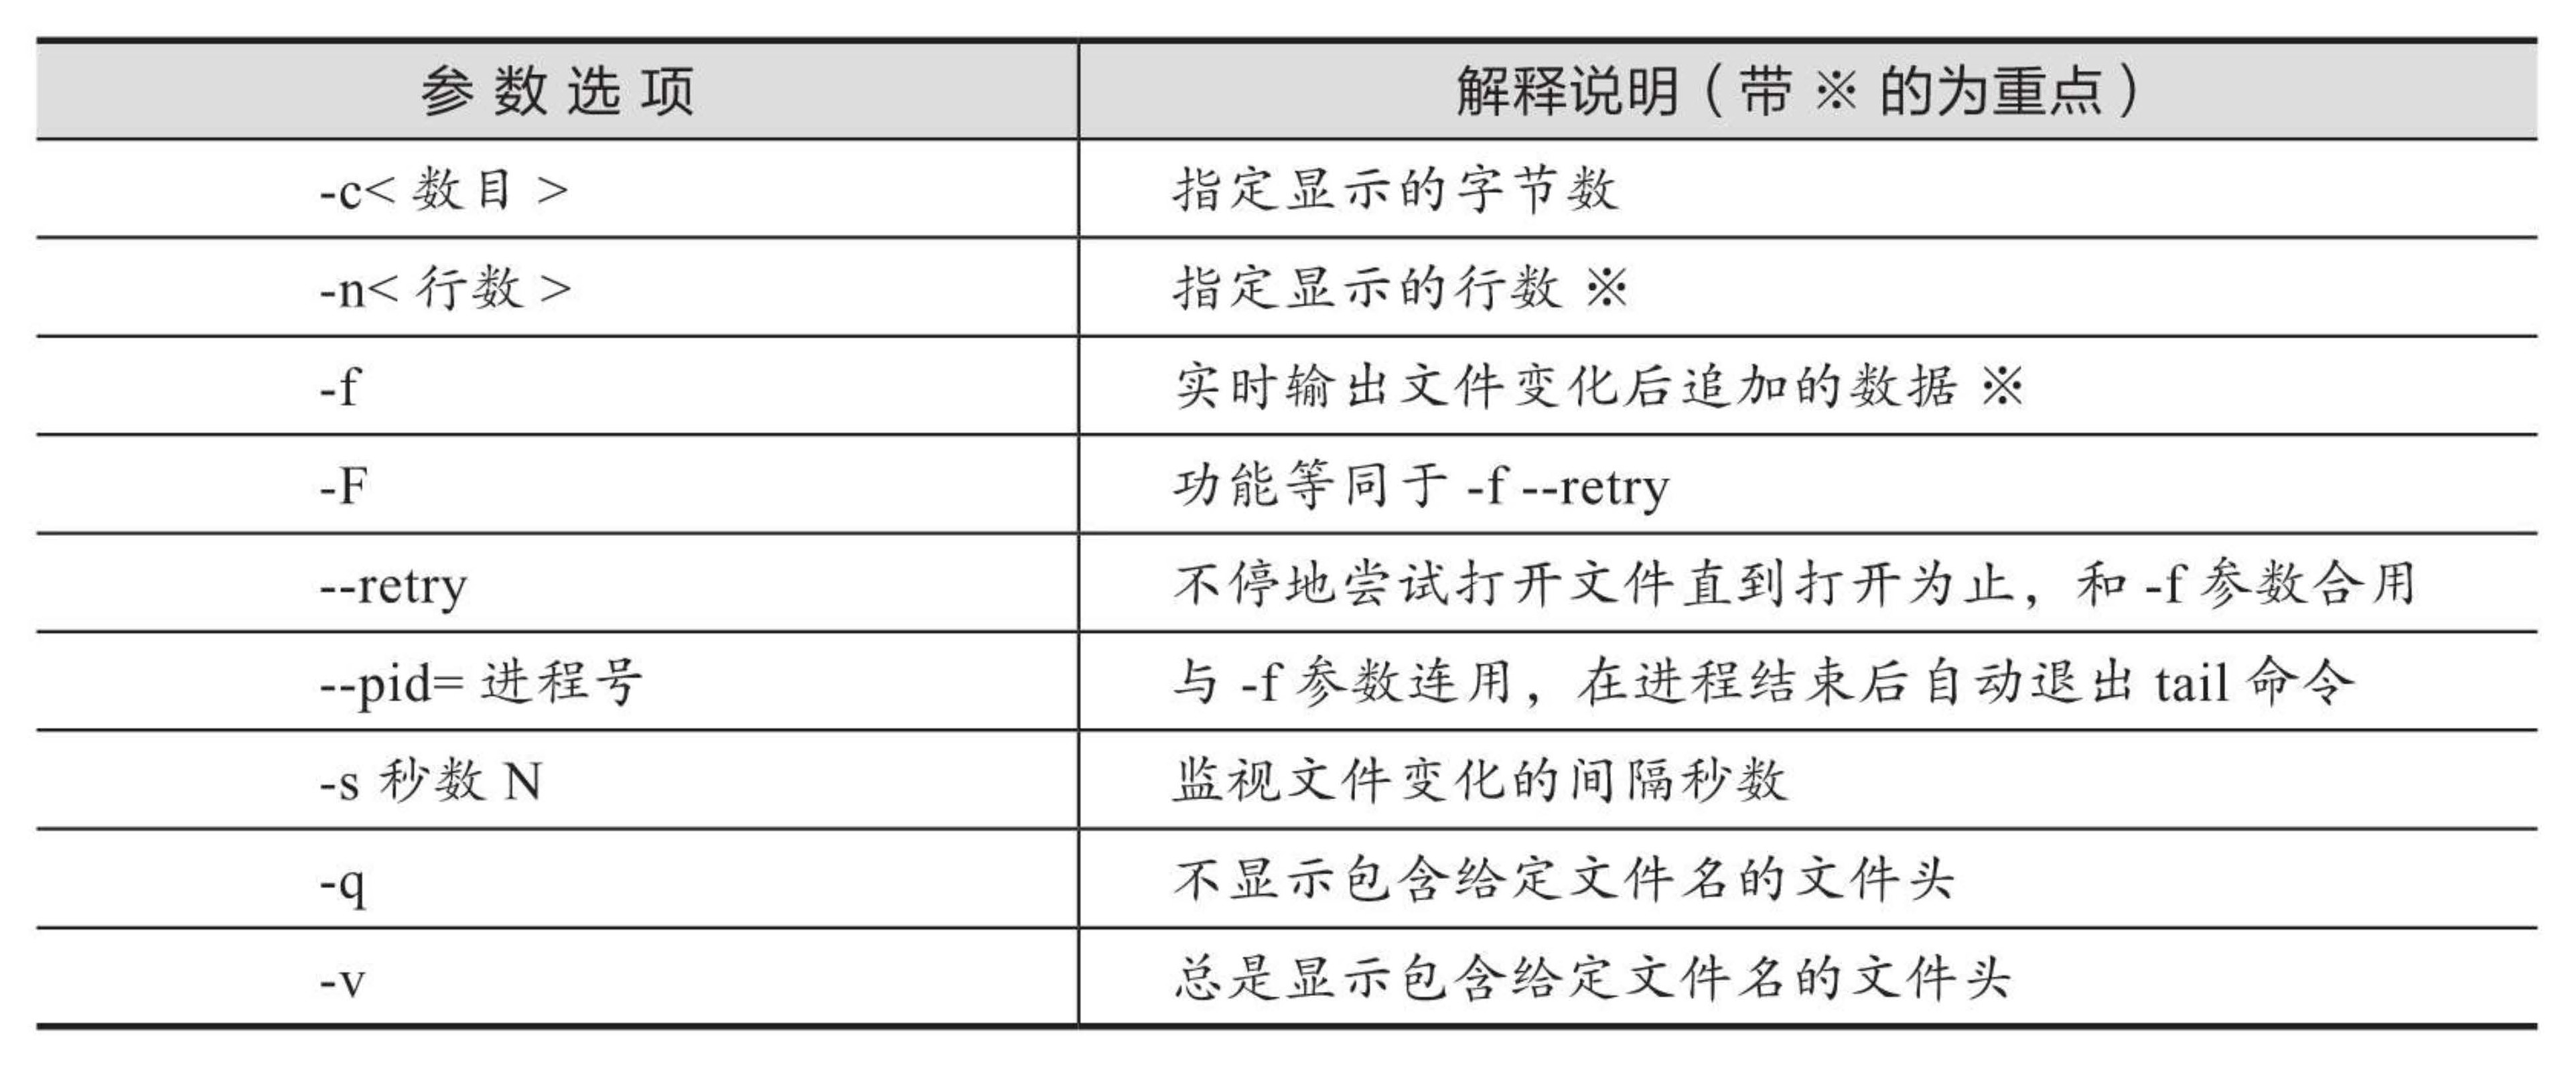 参数选项 解释说明（带 ※ 的为重点）
-c< 数目 > 指定显示的字节数
-n< 行数 > 指定显示的行数 ※
-f 实时输出文件变化后追加的数据 ※
-F 功能等同于 -f --retry
--retry 不停地尝试打开文件直到打开为止，和 -f 参数合用
--pid= 进程号 与 -f 参数连用，在进程结束后自动退出 tail 命令
-s 秒数 N 监视文件变化的间隔秒数
-q 不显示包含给定文件名的文件头
-v 总是显示包含给定文件名的文件头